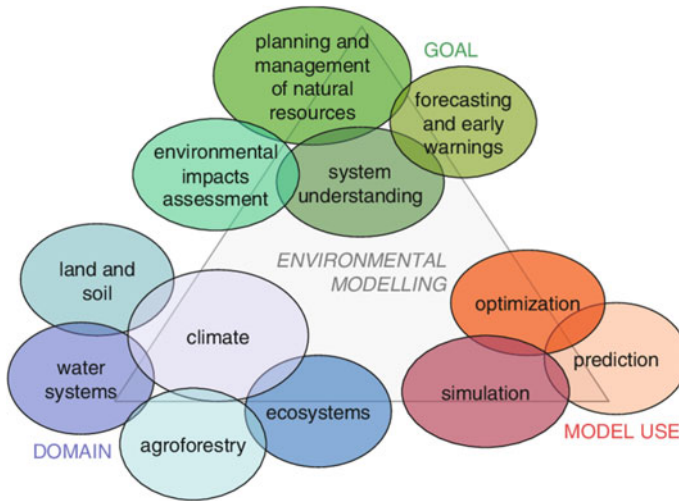 planning and
management
of natural
resources
GOAL
forecasting
and early
warnings
environmental
impacts
assessment
system
understanding
ENVIRONMENTAL
MODELLING
land and
soil
climate
optimization
water
systems
prediction
simulation
ecosystems
agroforestry
DOMAIN
MODEL USE